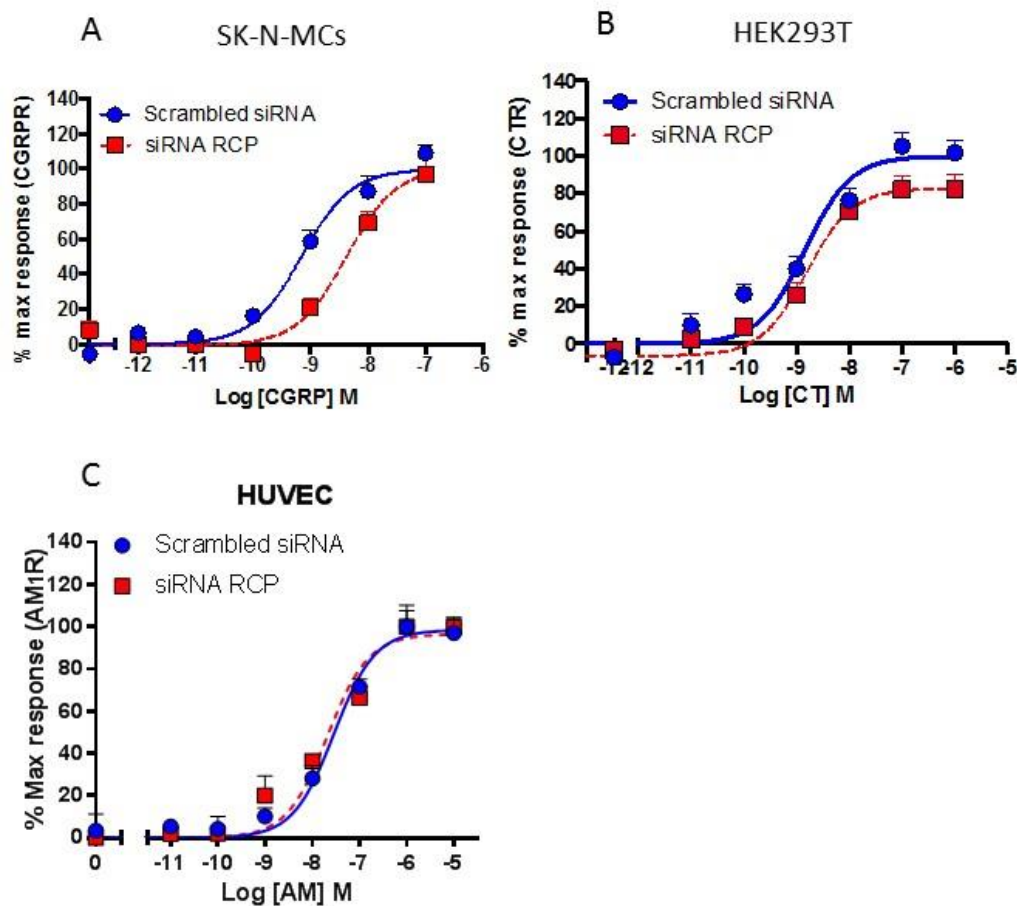 A
SK-N-MCs
Scrambled siRNA
siRNA RCP
% max response (CGRPR)
140
120
100
80
60
40
20
0
-12 -11 -10 -9 -8 -7 -6
Log [CGRP] M
B
HEK293T
Scrambled siRNA
siRNA RCP
% max response (CTR)
140
120
100
80
60
40
20
0
-12 12 -11 -10 -9 -8 -7 -6 -5
Log [CT] M
C
HUVEC
Scrambled siRNA
siRNA RCP
% Max response (AM1R)
140
120
100
80
60
40
20
0
0 -11 -10 -9 -8 -7 -6 -5
Log [AM] M